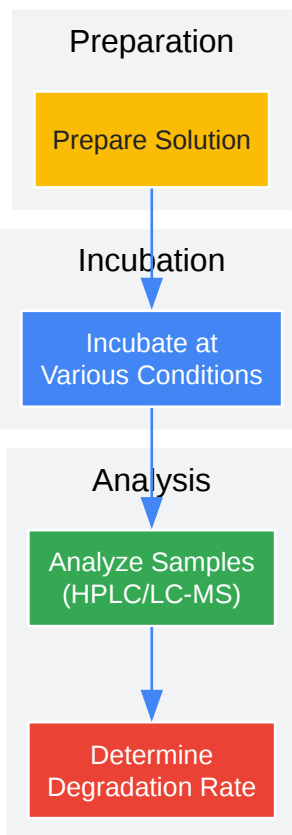 Preparation
Prepare Solution
Incubation
Incubate at
Various Conditions
Analysis
Analyze Samples
(HPLC/LC-MS)
Determine
Degradation Rate